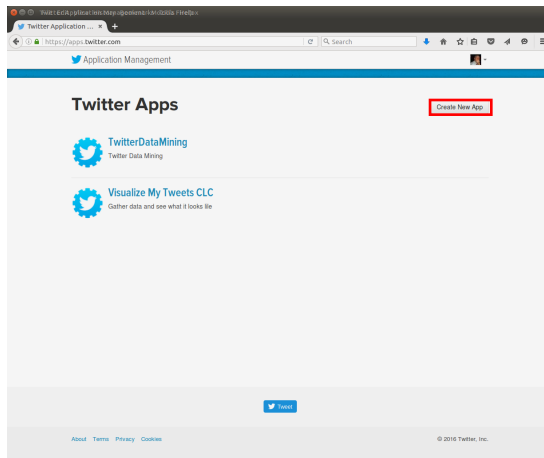 Twitter Application ... × +
https://apps.twitter.com
Search
Application Management
Twitter Apps
Create New App
TwitterDataMining
Twitter Data Mining
Visualize My Tweets CLC
Gather data and see what it looks lile
Tweet
About Terms Privacy Cookies
© 2016 Twitter, Inc.